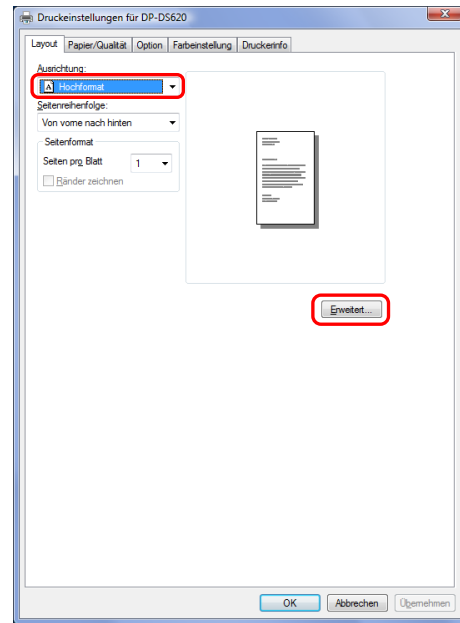 Druckeinstellungen für DP-DS620
Layout Papier/Qualität Option Farbeinstellung Druckerinfo
Ausrichtung:
A Hochformat
Seitenreihenfolge:
Von vorne nach hinten
Seitenformat
Seiten pro Blatt 1
Ränder zeichnen
Erweitert...
OK Abbrechen Übernehmen